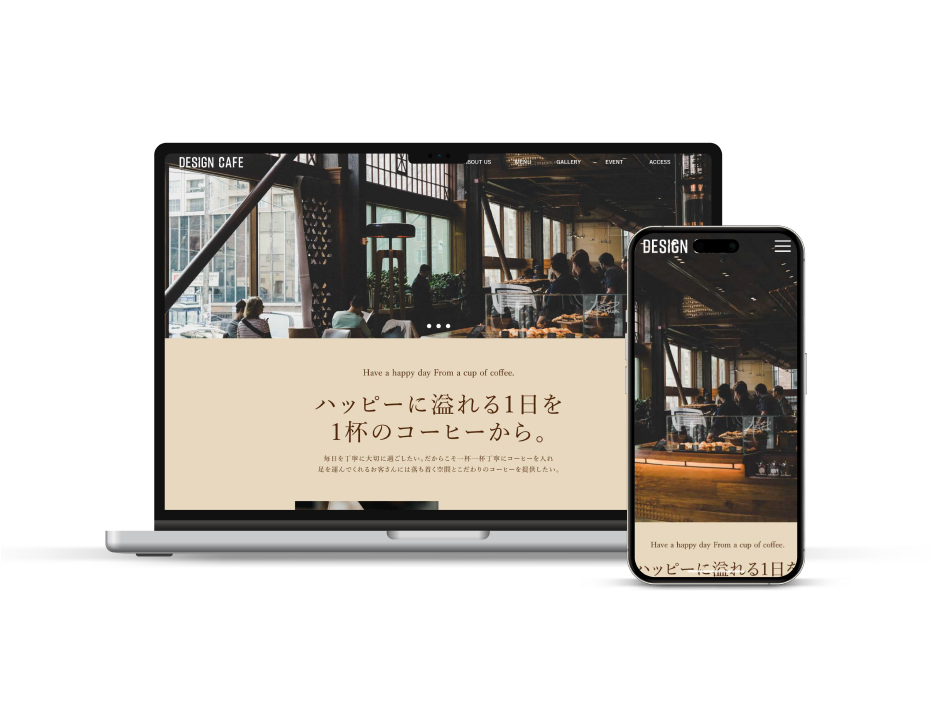 DESIGN CAFE
ABOUT US MENU GALLERY EVENT ACCESS
Have a happy day From a cup of coffee.
ハッピーに溢れる1日を
1杯のコーヒーから。
毎日を丁寧に大切に過ごしたい。だからこそ一杯一杯丁寧にコーヒーを入れ
足を運んでくれるお客さんには落ち着く空間とこだわりのコーヒーを提供したい。
DESIGN
Have a happy day From a cup of coffee.
ハッピーに溢れる1日を